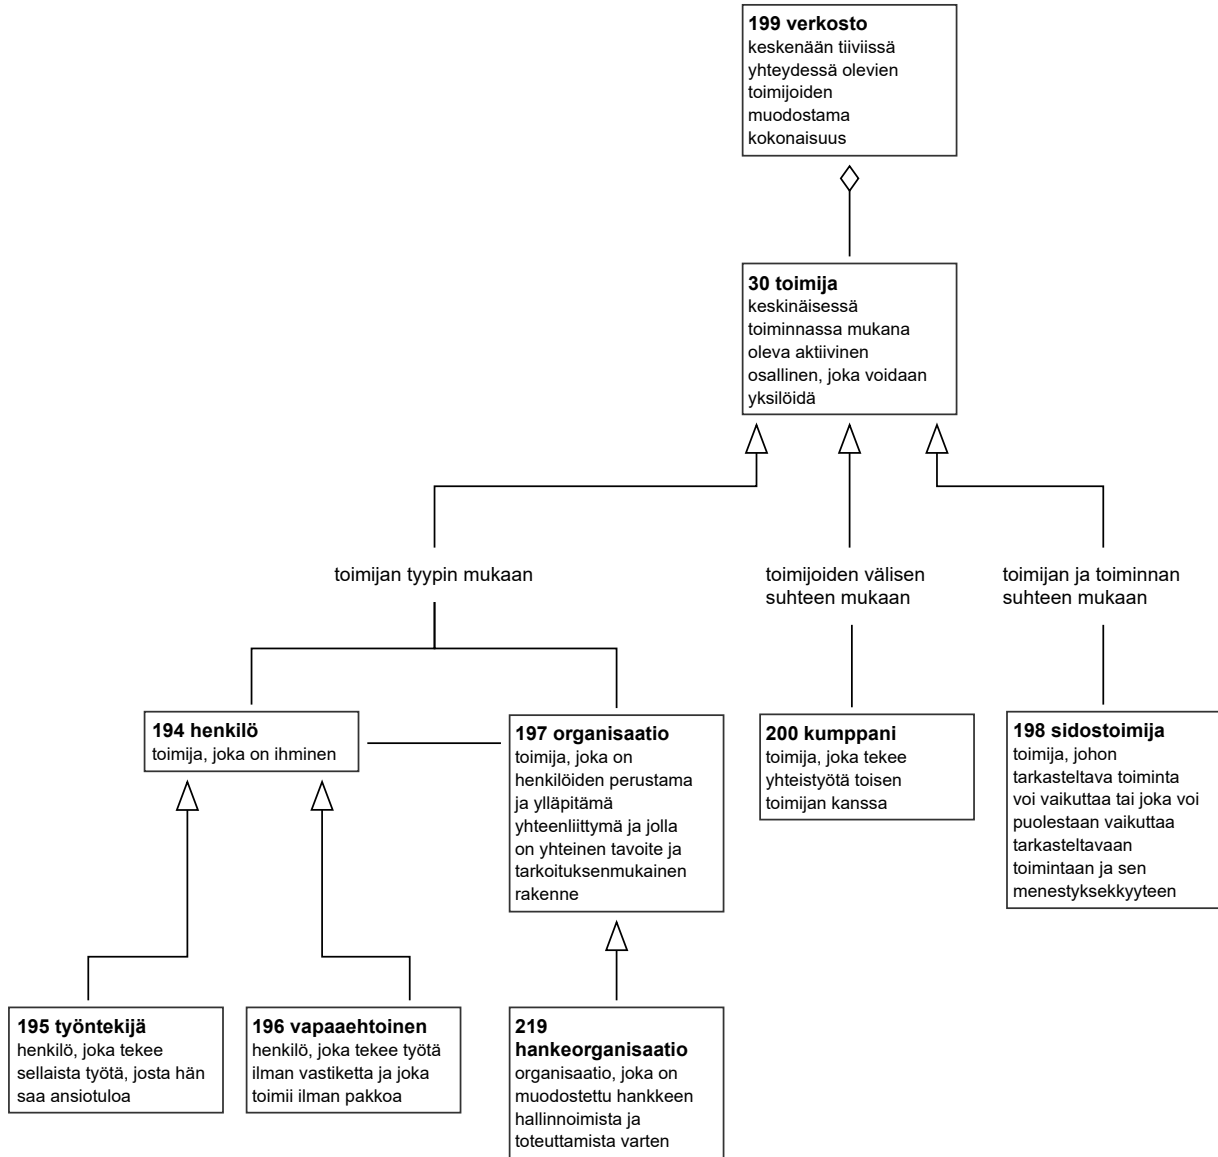 199 verkosto
keskenään tiiviissä
yhteydessä olevien
toimijoiden
muodostama
kokonaisuus
30 toimija
keskinäisessä
toiminnassa mukana
oleva aktiivinen
osallinen, joka voidaan
yksilöidä
toimijan tyypin mukaan
toimijoiden välisen
suhteen mukaan
toimijan ja toiminnan
suhteen mukaan
194 henkilö
toimija, joka on ihminen
197 organisaatio
toimija, joka on
henkilöiden perustama
ja ylläpitämä
yhteenliittymä ja jolla
on yhteinen tavoite ja
tarkoituksenmukainen
rakenne
200 kumppani
toimija, joka tekee
yhteistyötä toisen
toimijan kanssa
198 sidostoimija
toimija, johon
tarkasteltava toiminta
voi vaikuttaa tai joka voi
puolestaan vaikuttaa
tarkasteltavaan
toimintaan ja sen
menestyksekkyyteen
195 työntekijä
henkilö, joka tekee
sellaista työtä, josta hän
saa ansiotuloa
196 vapaaehtoinen
henkilö, joka tekee työtä
ilman vastiketta ja joka
toimii ilman pakkoa
219
hankeorganisaatio
organisaatio, joka on
muodostettu hankkeen
hallinnoimista ja
toteuttamista varten